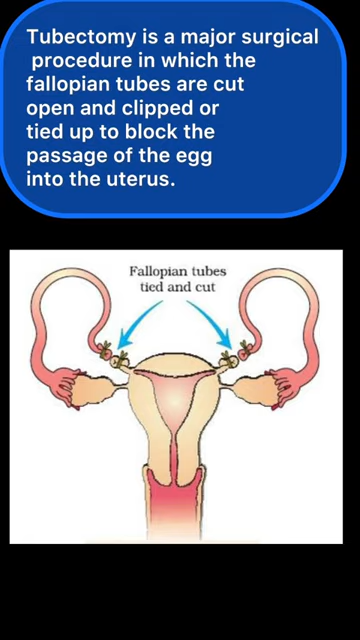 Tubectomy is a major surgical
procedure in which the
fallopian tubes are cut
open and clipped or
tied up to block the
passage of the egg
into the uterus.
Fallopian tubes
tied and cut